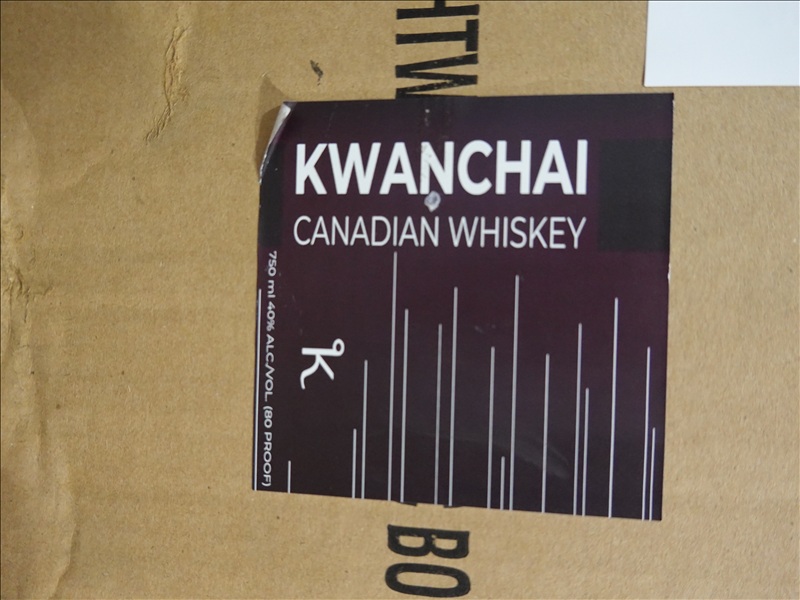 KWANCHAI
CANADIAN WHISKEY
750 ml 40% ALC/VOL (80 PROOF)
K
BO